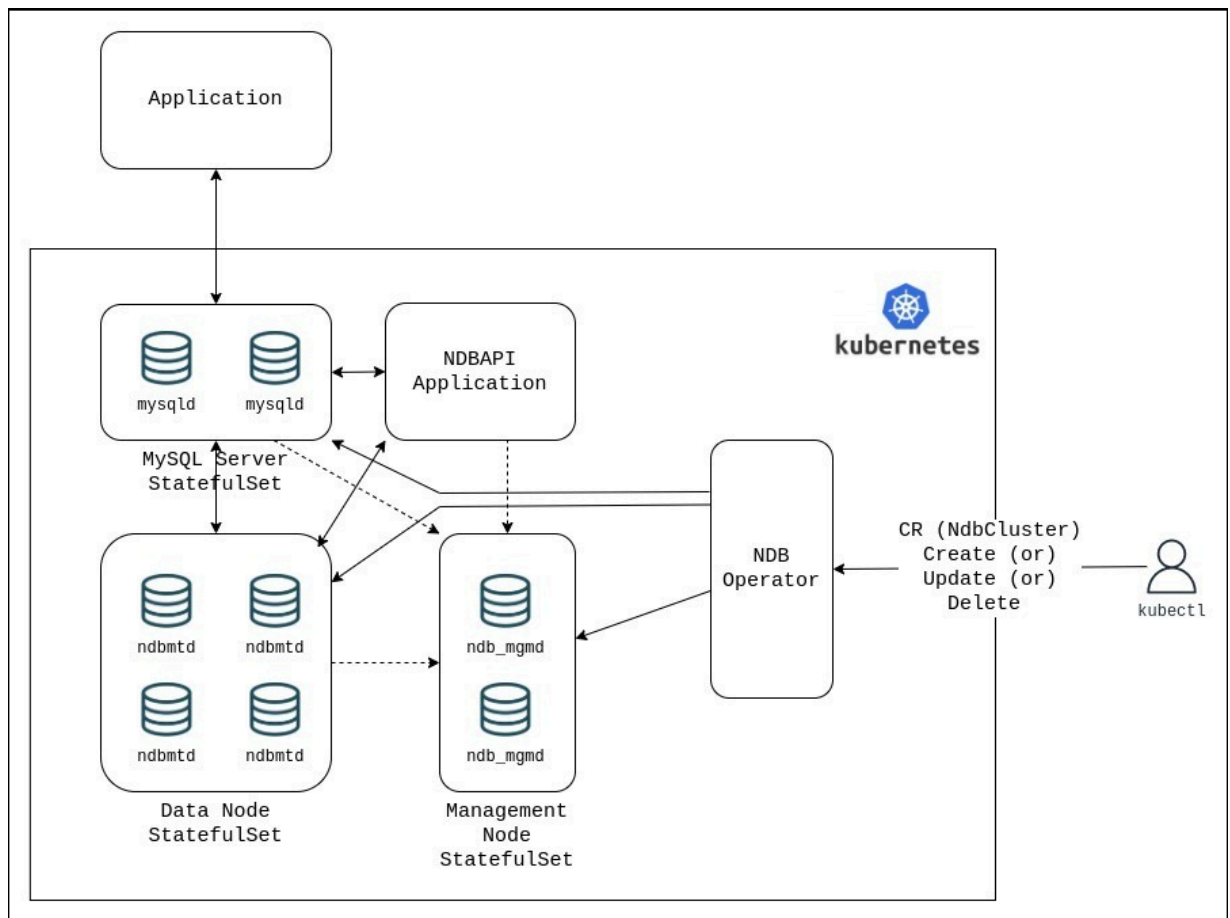 Application
kubernetes
mysqld
mysqld
NDBAPI
Application
MySQL Server
StatefulSet
NDB
Operator
CR (NdbCluster)
Create (or)
Update (or)
Delete
kubectl
ndbmtd
ndbmtd
ndb_mgmd
ndbmtd
ndbmtd
ndb_mgmd
Data Node
StatefulSet
Management
Node
StatefulSet